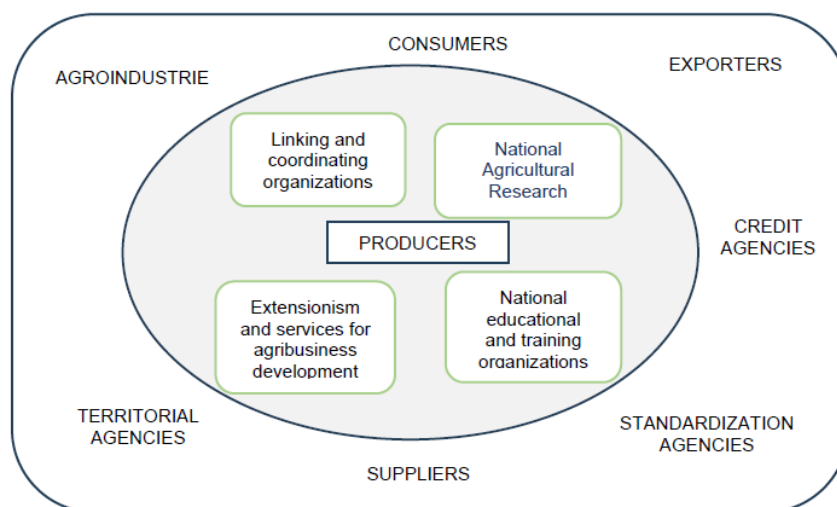 CONSUMERS
AGROINDUSTRIE
EXPORTERS
Linking and
coordinating
organizations
National
Agricultural
Research
PRODUCERS
CREDIT
AGENCIES
Extensionism
and services for
agribusiness
development
National
educational
and training
organizations
TERRITORIAL
AGENCIES
STANDARDIZATION
AGENCIES
SUPPLIERS